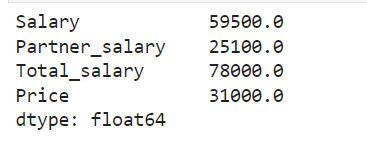 Salary 59500.0
Partner_salary 25100.0
Total_salary 78000.0
Price 31000.0
dtype: float64